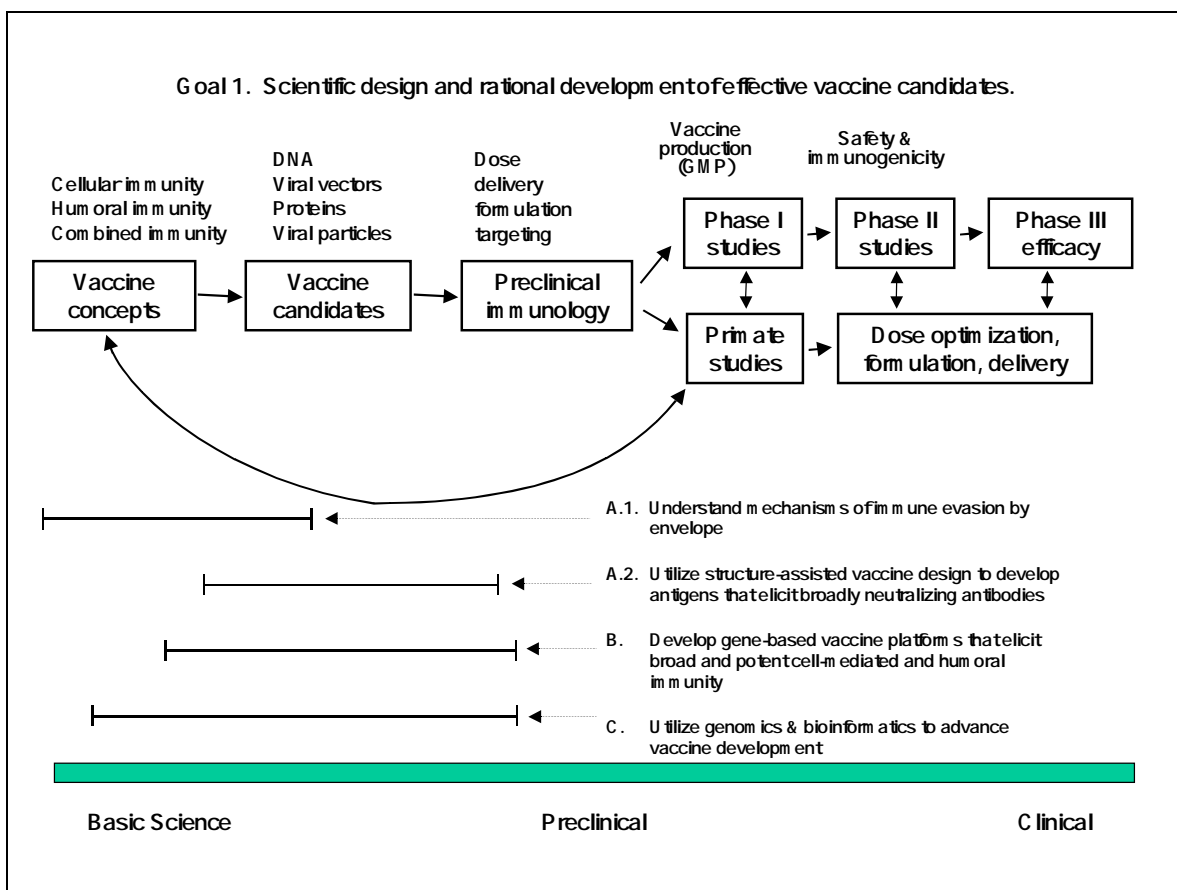 Goal 1. Scientific design and rational development of effective vaccine candidates.
Cellular immunity
Humoral immunity
Combined immunity
DNA
Viral vectors
Proteins
Viral particles
Dose
delivery
formulation
targeting
Vaccine
production
(GMP)
Safety &
immunogenicity
Vaccine
concepts
Vaccine
candidates
Preclinical
immunology
Phase I
studies
Phase II
studies
Phase III
efficacy
Primate
studies
Dose optimization,
formulation, delivery
A.1. Understand mechanisms of immune evasion by
envelope
A.2. Utilize structure-assisted vaccine design to develop
antigens that elicit broadly neutralizing antibodies
B. Develop gene-based vaccine platforms that elicit
broad and potent cell-mediated and humoral
immunity
C. Utilize genomics & bioinformatics to advance
vaccine development
Basic Science
Preclinical
Clinical